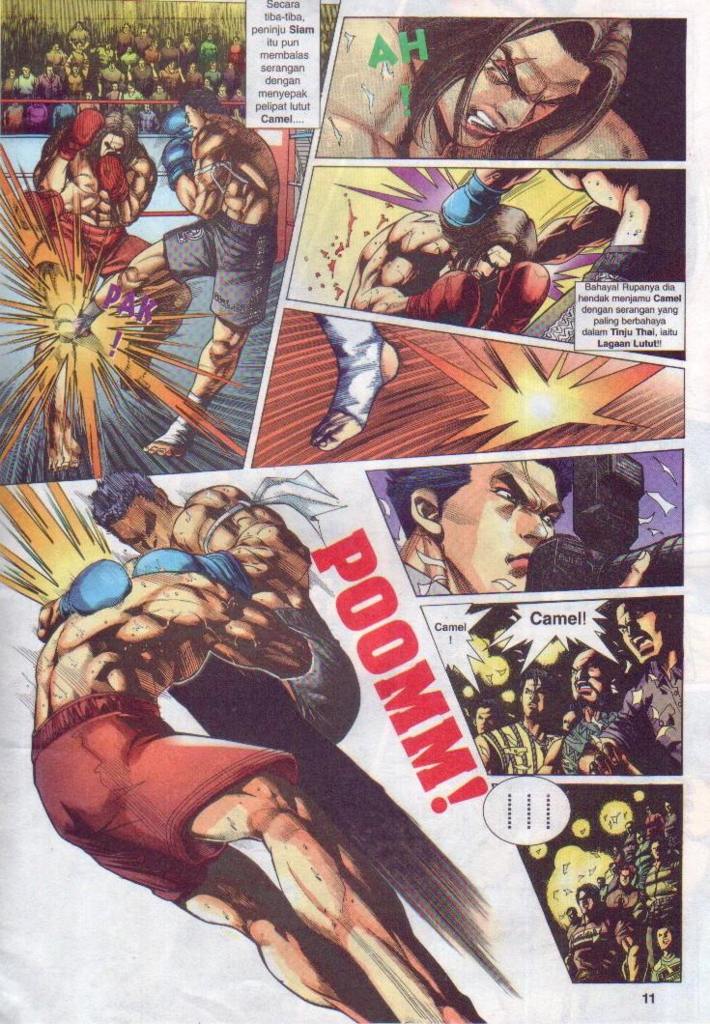 Secara
tiba-tiba,
peninju Siam
itu pun
membalas
serangan
dengan
menyepak
pelipat lutut
Camel....
AH
!
PAK
!
Bahaya! Rupanya dia
hendak menjamu Camel
dengan serangan yang
paling berbahaya
dalam Tinju Thai, iaitu
Lagaan Lutut!!
POOMM!
Camel
!
Camel!
11